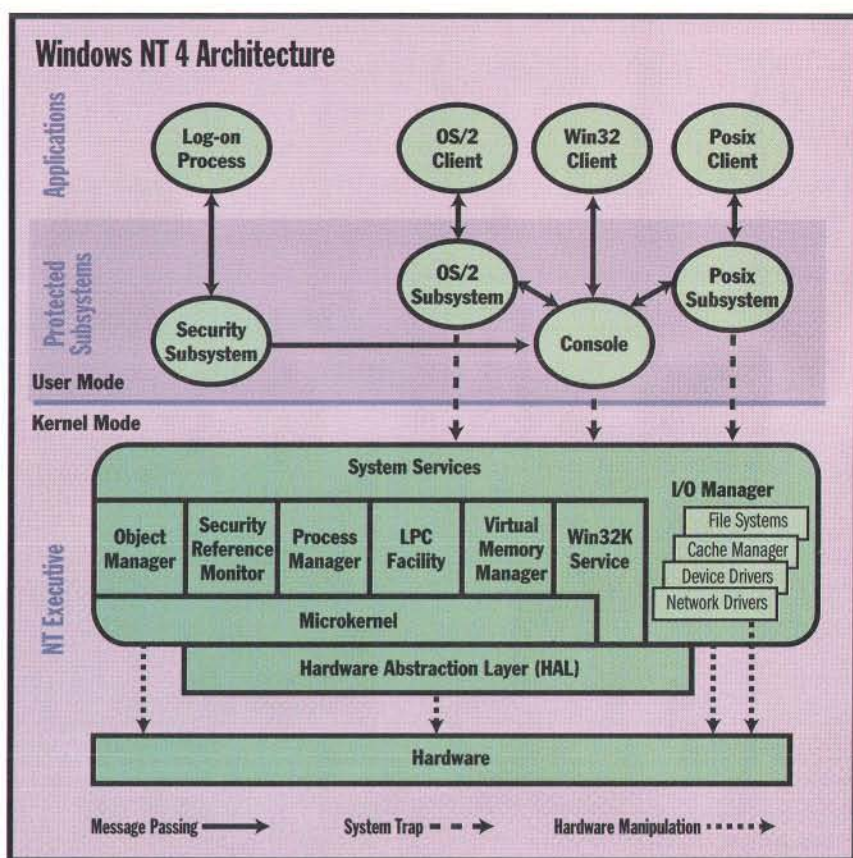 Windows NT 4 Architecture
Applications
Log-on
Process
OS/2
Client
Win32
Client
Posix
Client
Protected
Subsystems
Security
Subsystem
OS/2
Subsystem
Console
Posix
Subsystem
User Mode
Kernel Mode
NT Executive
System Services
I/O Manager
File Systems
Cache Manager
Device Drivers
Network Drivers
Object
Manager
Security
Reference
Monitor
Process
Manager
LPC
Facility
Virtual
Memory
Manager
Win32K
Service
Microkernel
Hardware Abstraction Layer (HAL)
Hardware
Message Passing
System Trap
Hardware Manipulation